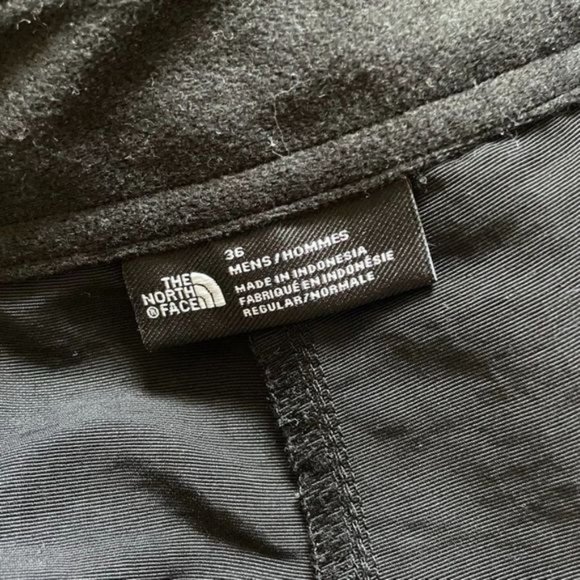 THE
NORTH
®FACE
36
MENS/HOMMES
MADE IN INDONESIA
FABRIQUÉ EN INDONÉSIE
REGULAR/NORMALE